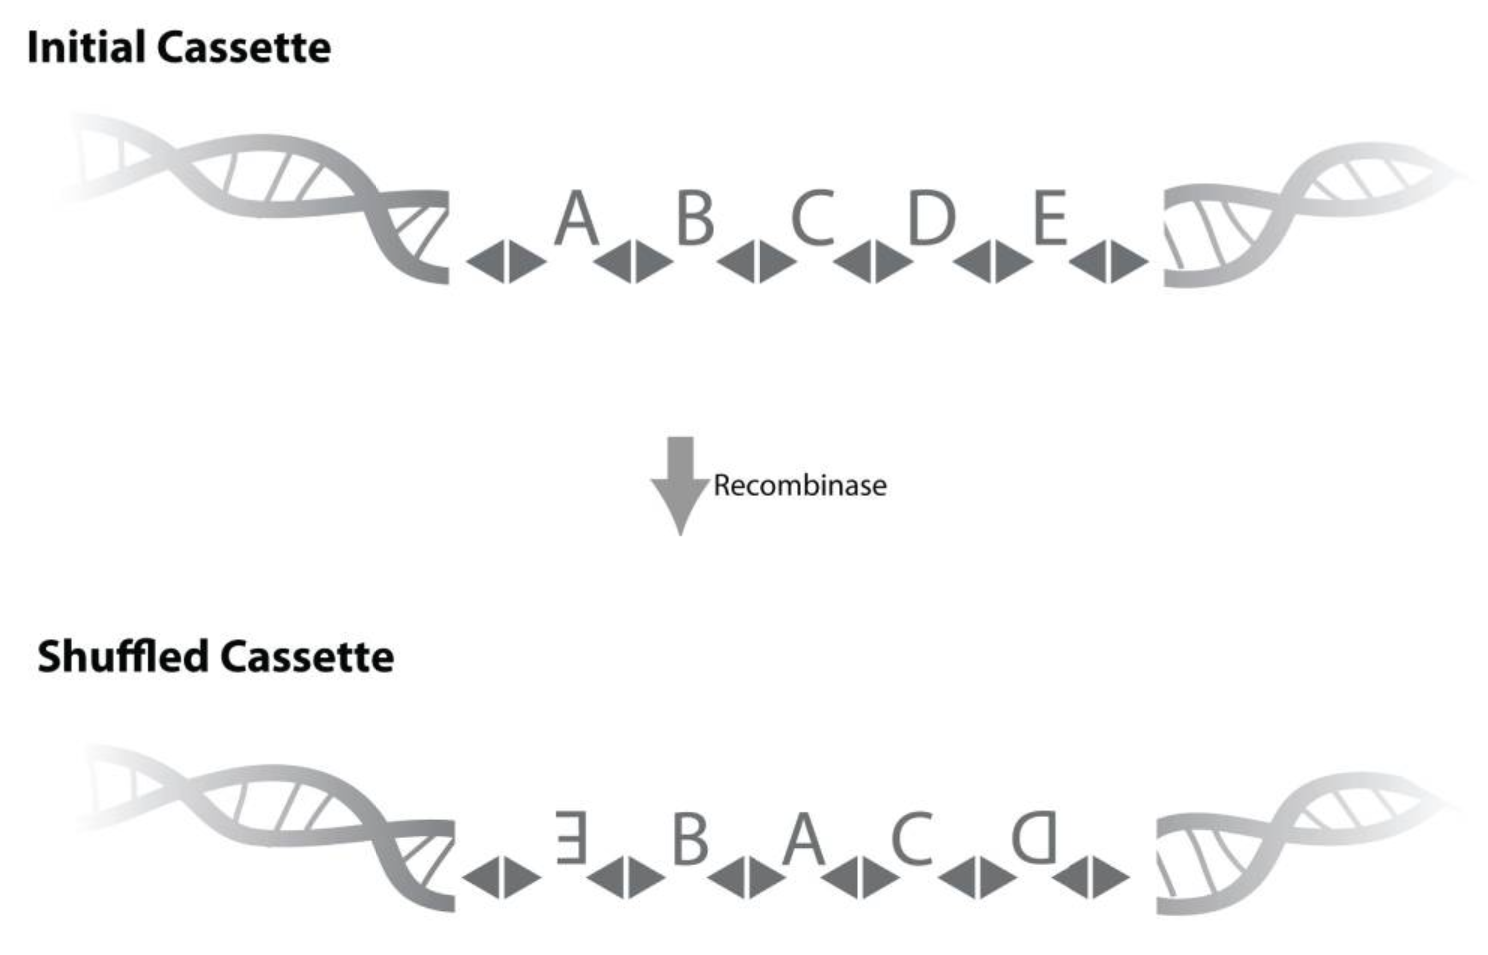 Initial Cassette
A B C D E
Recombinase
Shuffled Cassette
E B A C D